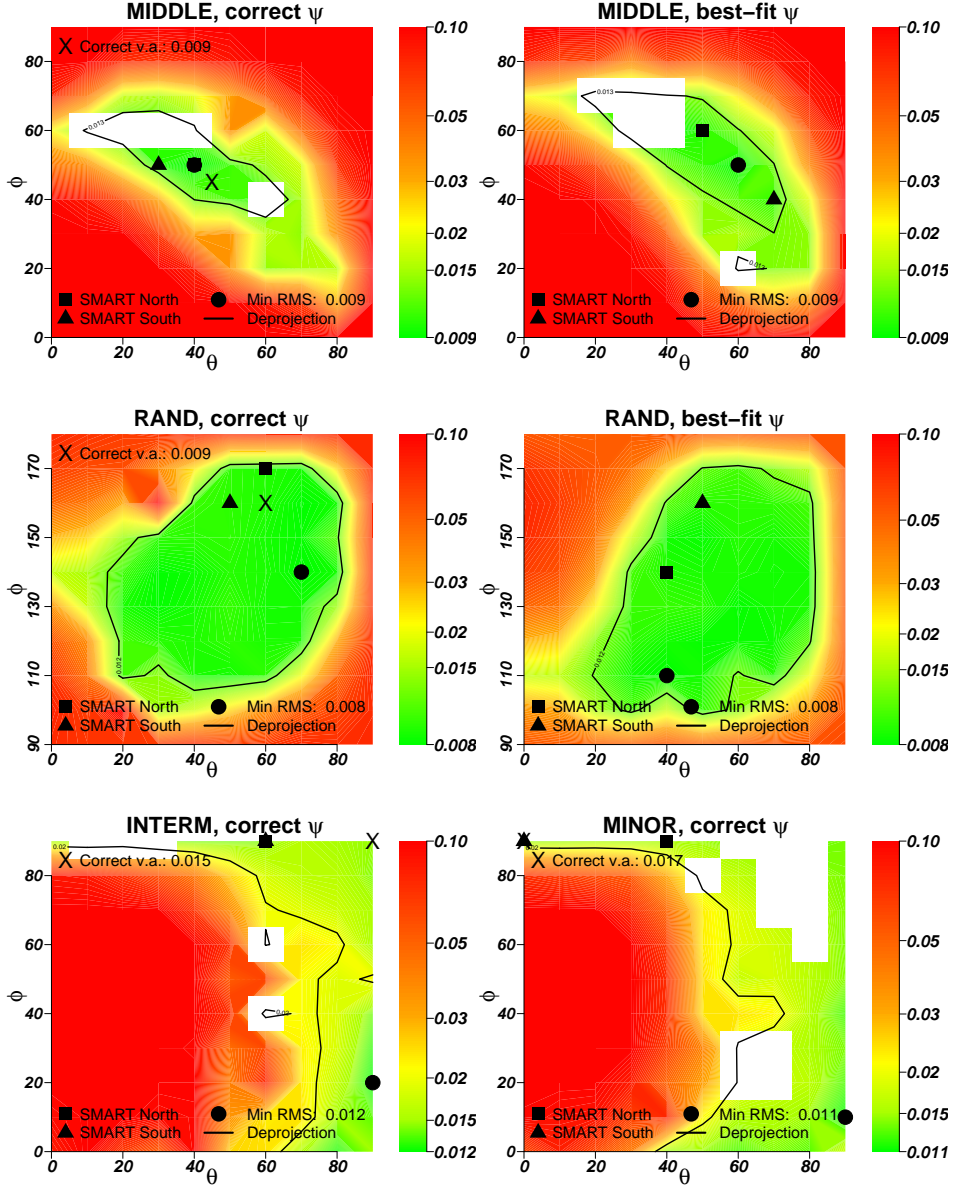 MIDDLE, correct ψ
X Correct v.a.: 0.009
0.013
ϕ
80
60
40
20
0
SMART North
Min RMS: 0.009
SMART South
Deprojection
0 20 40 60 80
θ
0.10
0.05
0.03
0.02
0.015
0.009
MIDDLE, best-fit ψ
0.013
0.013
ϕ
80
60
40
20
0
SMART North
Min RMS: 0.009
SMART South
Deprojection
0 20 40 60 80
θ
0.10
0.05
0.03
0.02
0.015
0.009
RAND, correct ψ
X Correct v.a.: 0.009
X
0.012
ϕ
170
150
130
110
90
SMART North
Min RMS: 0.008
SMART South
Deprojection
0 20 40 60 80
θ
0.10
0.05
0.03
0.02
0.015
0.008
RAND, best-fit ψ
0.012
ϕ
170
150
130
110
90
SMART North
Min RMS: 0.008
SMART South
Deprojection
0 20 40 60 80
θ
0.10
0.05
0.03
0.02
0.015
0.008
INTERM, correct ψ
0.02
X Correct v.a.: 0.015
X
0.02
ϕ
80
60
40
20
0
SMART North
Min RMS: 0.012
SMART South
Deprojection
0 20 40 60 80
θ
0.10
0.05
0.03
0.02
0.015
0.012
MINOR, correct ψ
0.02
X Correct v.a.: 0.017
ϕ
80
60
40
20
0
SMART North
Min RMS: 0.011
SMART South
Deprojection
0 20 40 60 80
θ
0.10
0.05
0.03
0.02
0.015
0.011